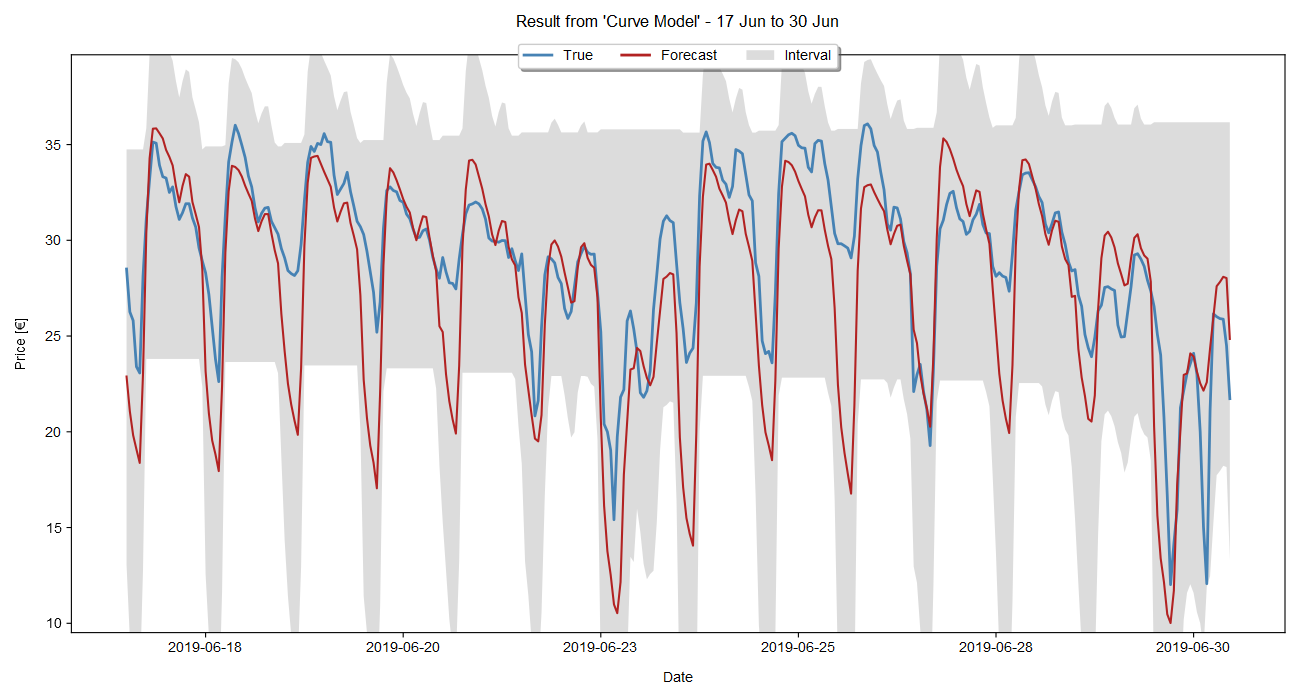 Result from 'Curve Model' - 17 Jun to 30 Jun
True Forecast Interval
Price [€]
35
30
25
20
15
10
2019-06-18 2019-06-20 2019-06-23 2019-06-25 2019-06-28 2019-06-30
Date